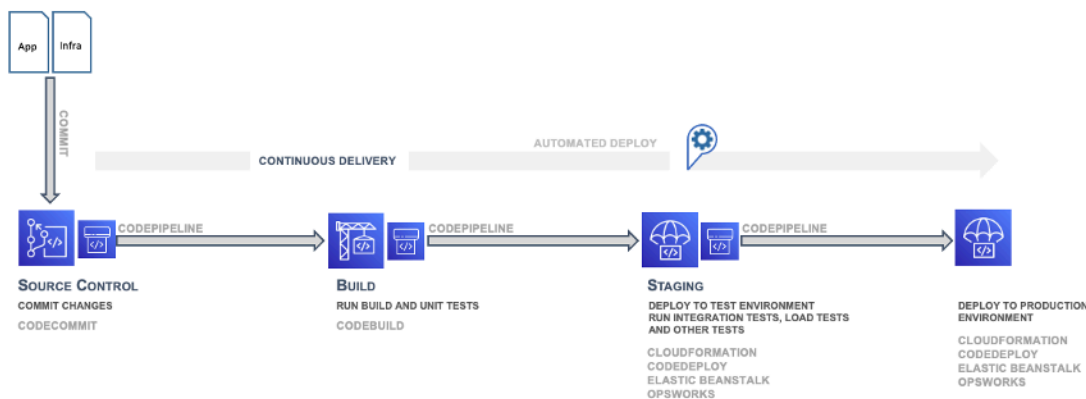 App
Infra
COMMIT
AUTOMATED DEPLOY
CONTINUOUS DELIVERY
CODEPIPELINE
CODEPIPELINE
CODEPIPELINE
SOURCE CONTROL
COMMIT CHANGES
CODECOMMIT
BUILD
RUN BUILD AND UNIT TESTS
CODEBUILD
STAGING
DEPLOY TO TEST ENVIRONMENT
RUN INTEGRATION TESTS, LOAD TESTS
AND OTHER TESTS
CLOUDFORMATION
CODEDEPLOY
ELASTIC BEANSTALK
OPSWORKS
DEPLOY TO PRODUCTION
ENVIRONMENT
CLOUDFORMATION
CODEDEPLOY
ELASTIC BEANSTALK
OPSWORKS